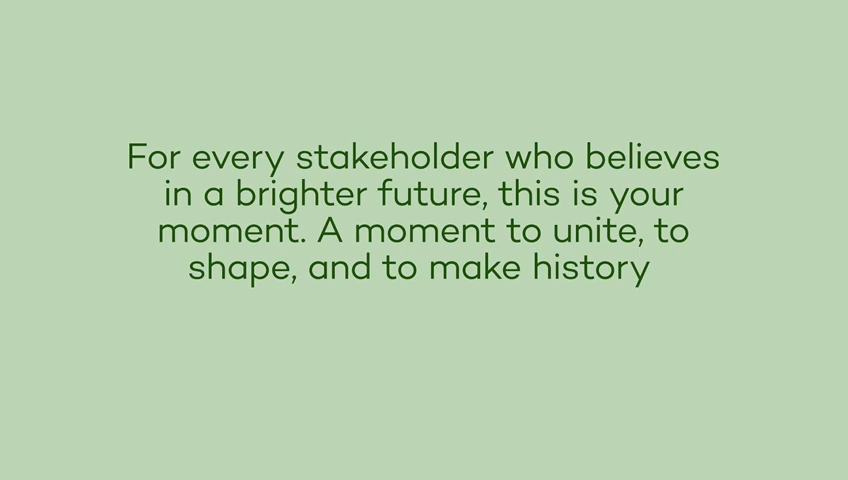 For every stakeholder who believes
in a brighter future, this is your
moment. A moment to unite, to
shape, and to make history